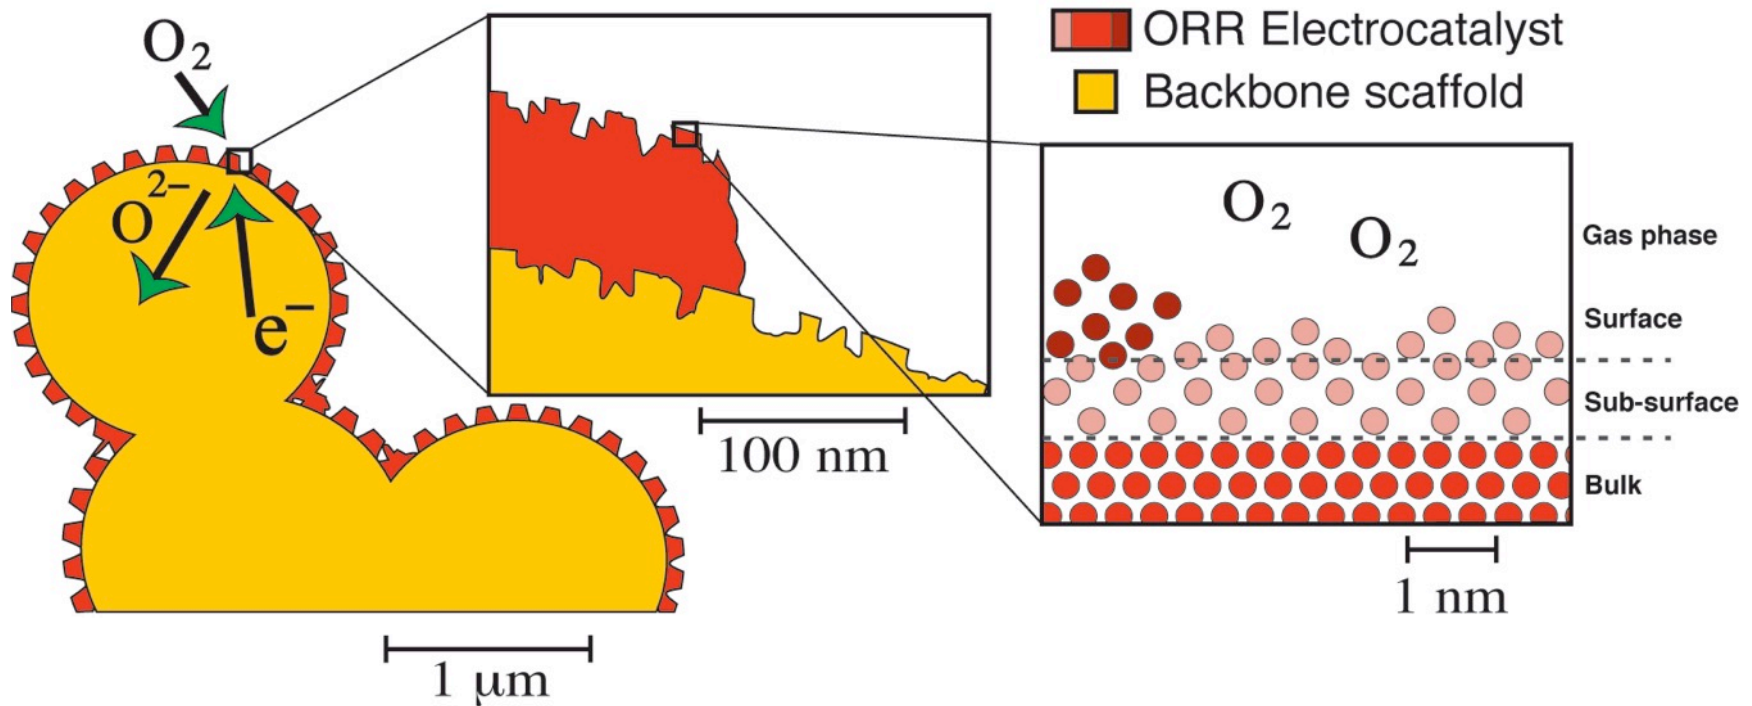 O₂
O²⁻
e⁻
1 µm
100 nm
ORR Electrocatalyst
Backbone scaffold
O₂
O₂
Gas phase
Surface
Sub-surface
Bulk
1 nm